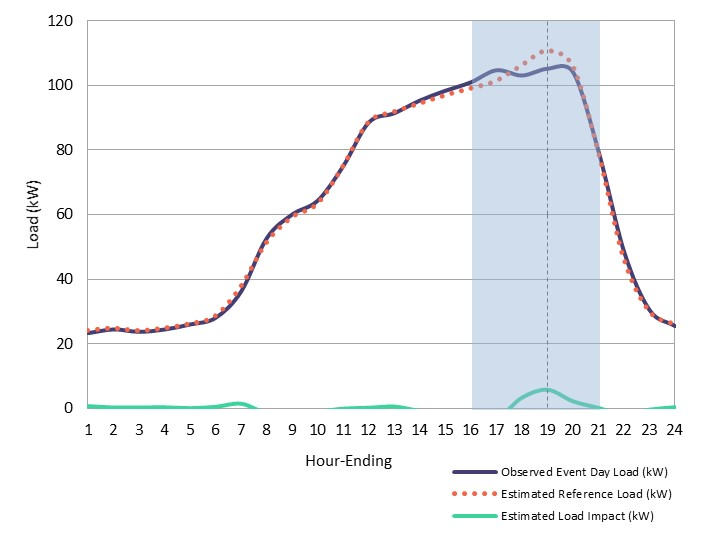 120
100
80
60
40
20
0
Load (kW)
1 2 3 4 5 6 7 8 9 10 11 12 13 14 15 16 17 18 19 20 21 22 23 24
Hour-Ending
Observed Event Day Load (kW)
Estimated Reference Load (kW)
Estimated Load Impact (kW)